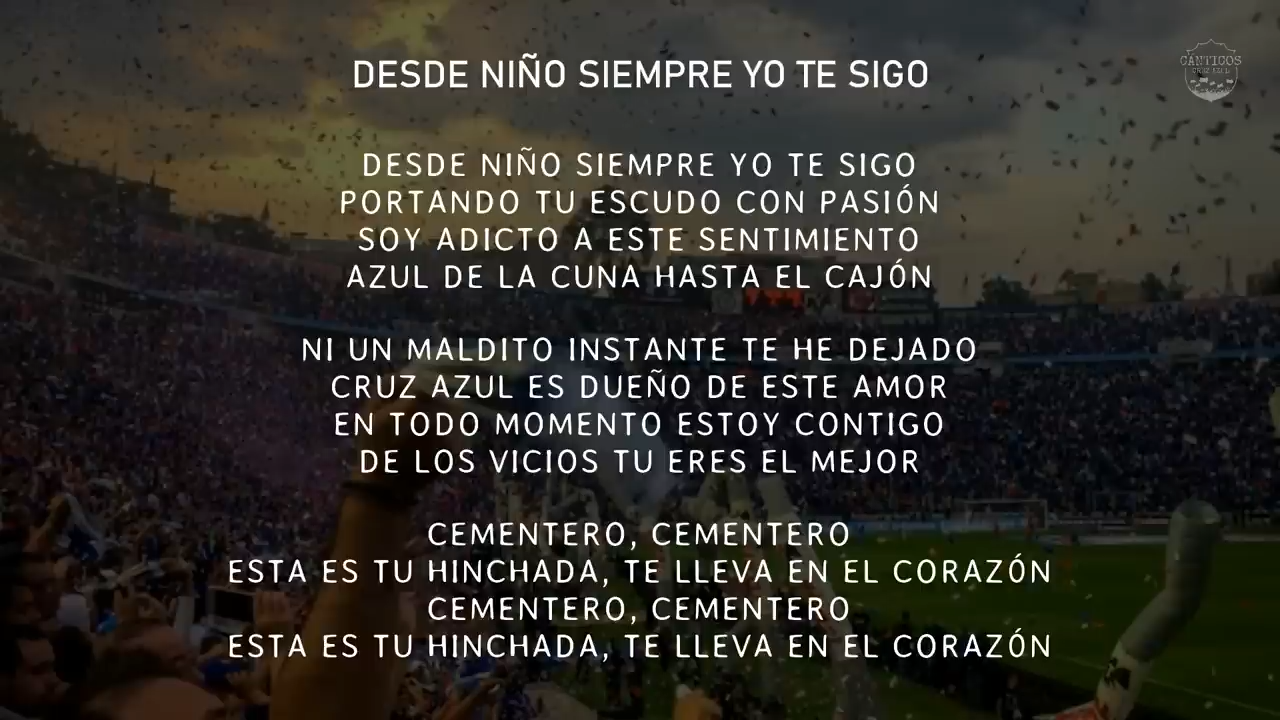 DESDE NIÑO SIEMPRE YO TE SIGO
CANTICOS
CRUZ AZUL
DESDE NIÑO SIEMPRE YO TE SIGO
PORTANDO TU ESCUDO CON PASIÓN
SOY ADICTO A ESTE SENTIMIENTO
AZUL DE LA CUNA HASTA EL CAJÓN
NI UN MALDITO INSTANTE TE HE DEJADO
CRUZ AZUL ES DUEÑO DE ESTE AMOR
EN TODO MOMENTO ESTOY CONTIGO
DE LOS VICIOS TU ERES EL MEJOR
CEMENTERO, CEMENTERO
ESTA ES TU HINCHADA, TE LLEVA EN EL CORAZÓN
CEMENTERO, CEMENTERO
ESTA ES TU HINCHADA, TE LLEVA EN EL CORAZÓN